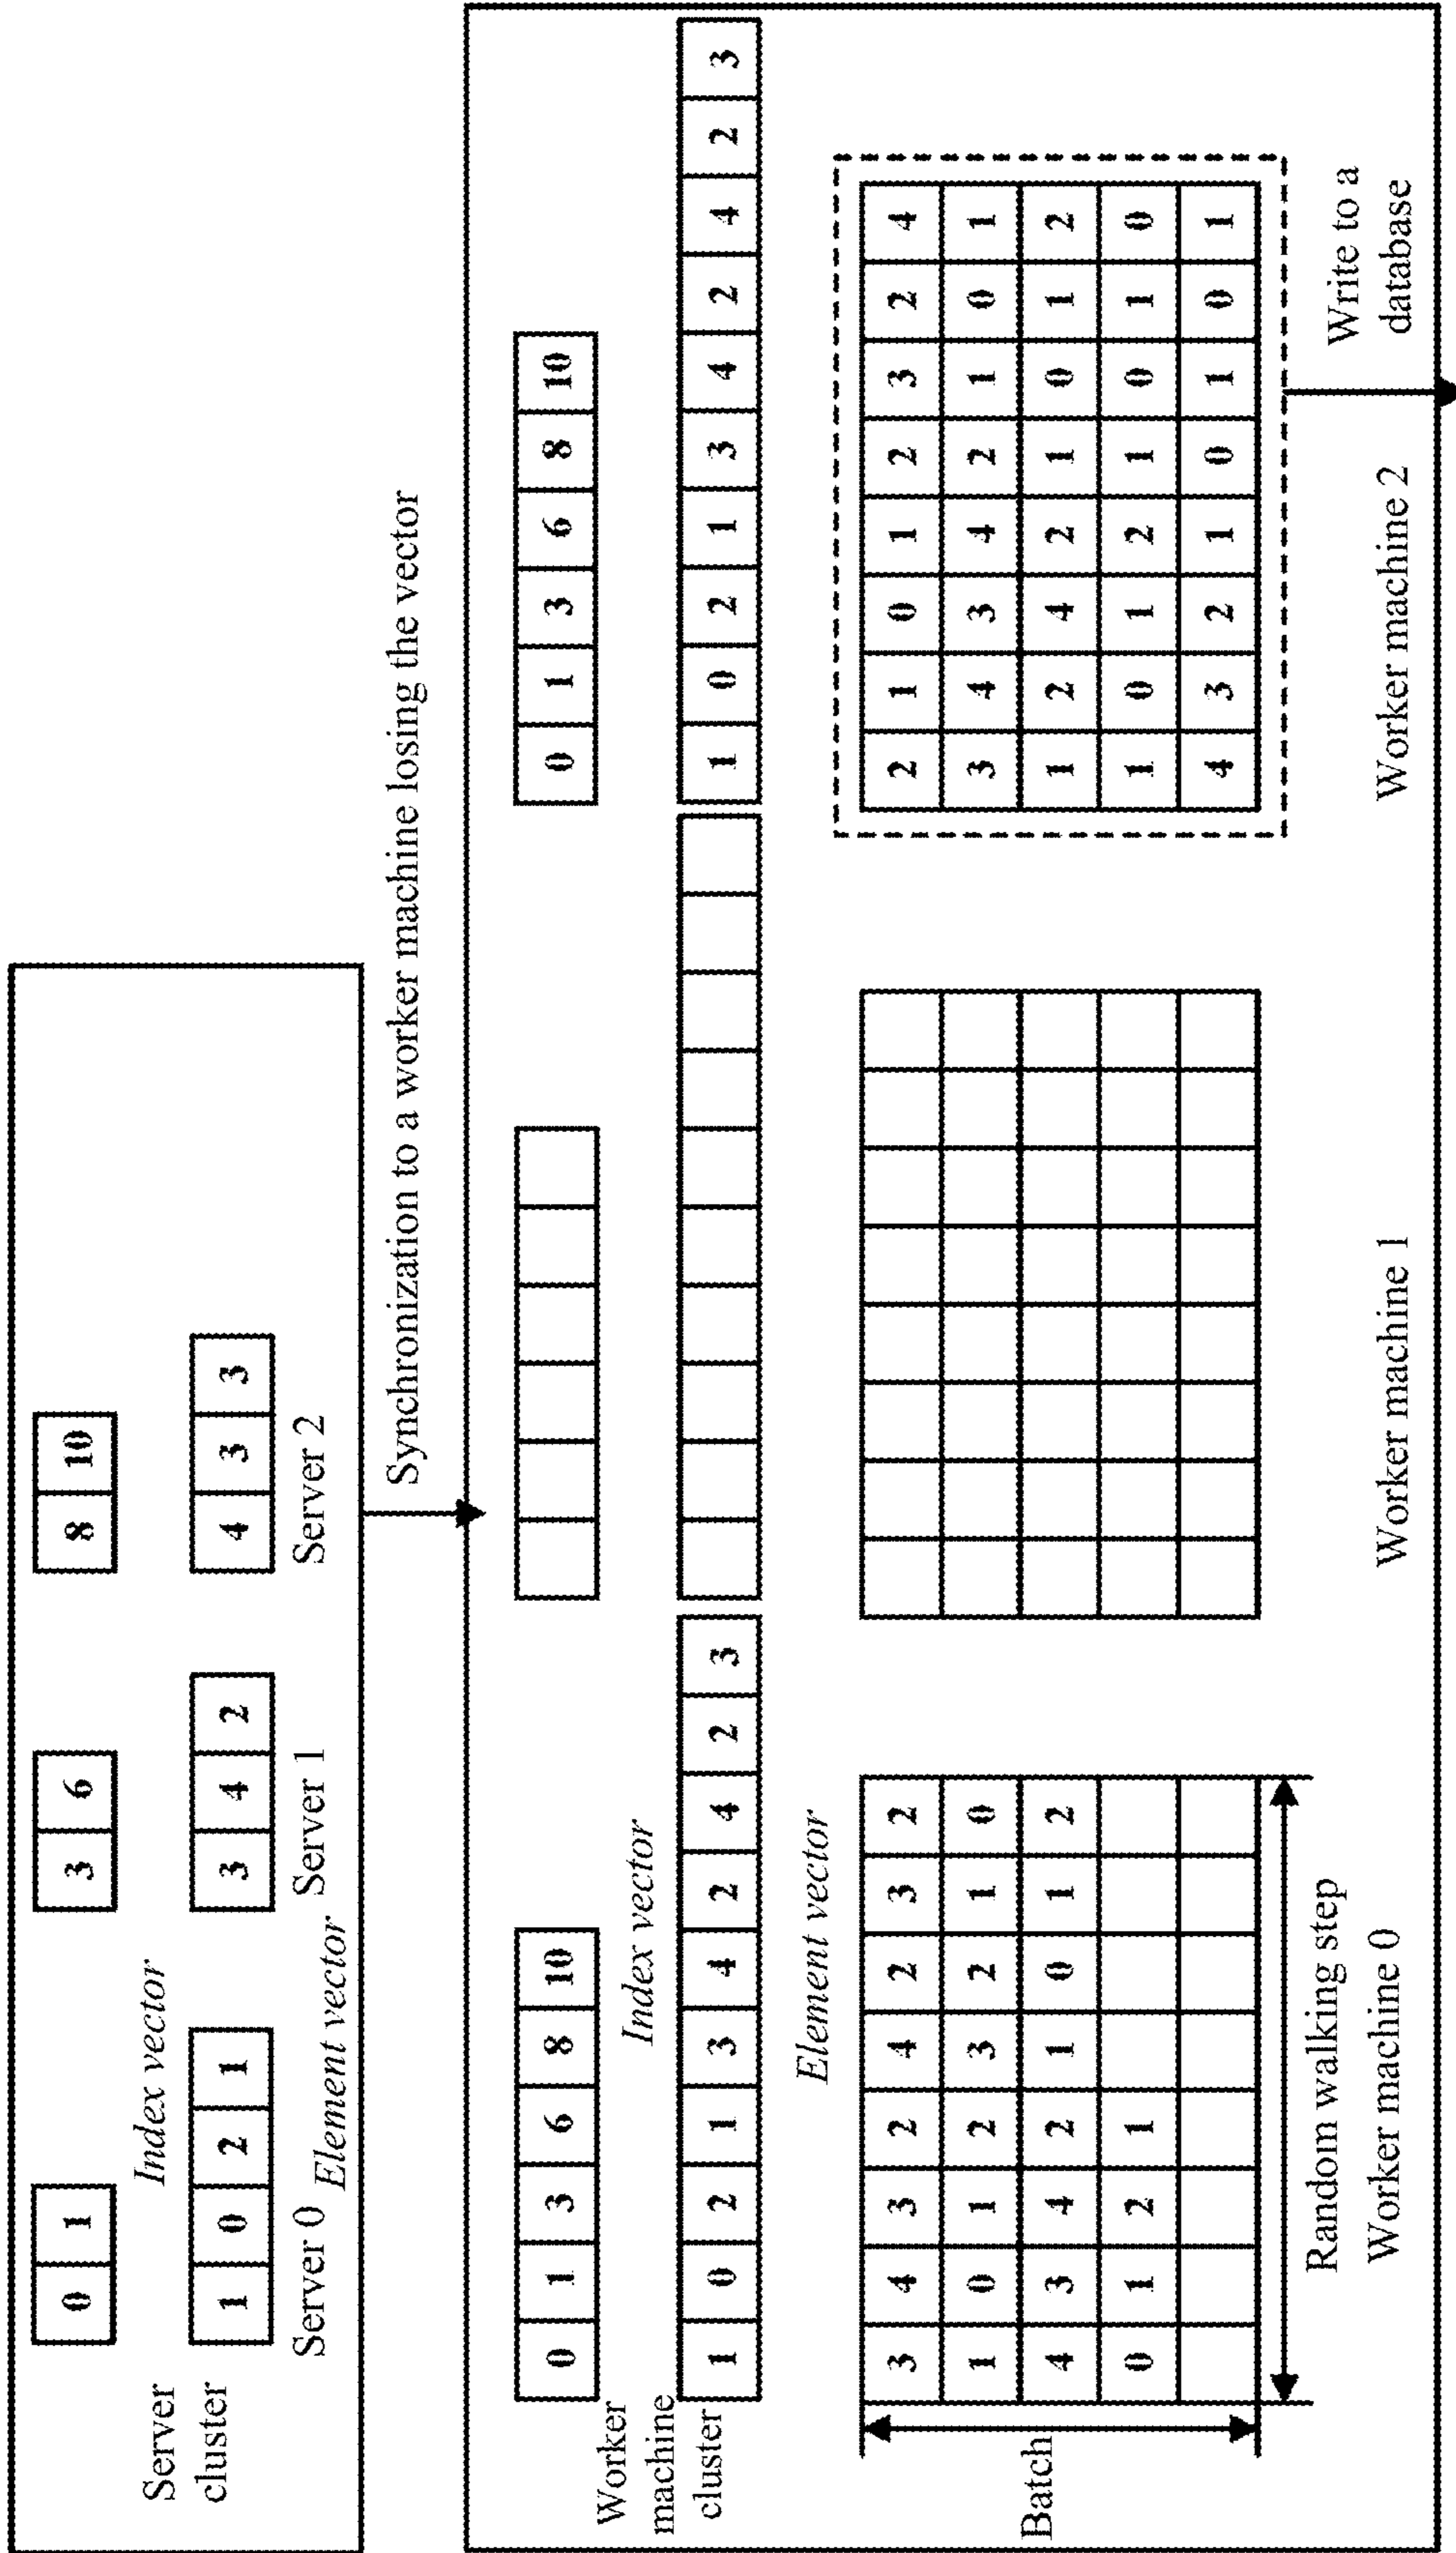 Server
cluster
0 1
3 6
8 10
Index vector
1 0 2 1
3 4 2
4 3 3
Server 0
Element vector
Server 1
Server 2
Synchronization to a worker machine losing the vector
Worker
machine
cluster
0 1 3 6 8 10
0 1 3 6 8 10
Index vector
1 0 2 1 3 4 2 4 2 3
1 0 2 1 3 4 2 4 2 3
Element vector
Batch
3 4 3 2 4 2 3 2
1 0 1 2 3 2 1 0
4 3 4 2 1 0 1 2
0 1 2 1
Random walking step
Worker machine 0
Worker machine 1
2 1 0 1 2 3 2 4
3 4 3 4 2 1 0 1
1 2 4 2 1 0 1 2
1 0 1 2 1 0 1 0
4 3 2 1 0 1 0 1
Worker machine 2
Write to a
database